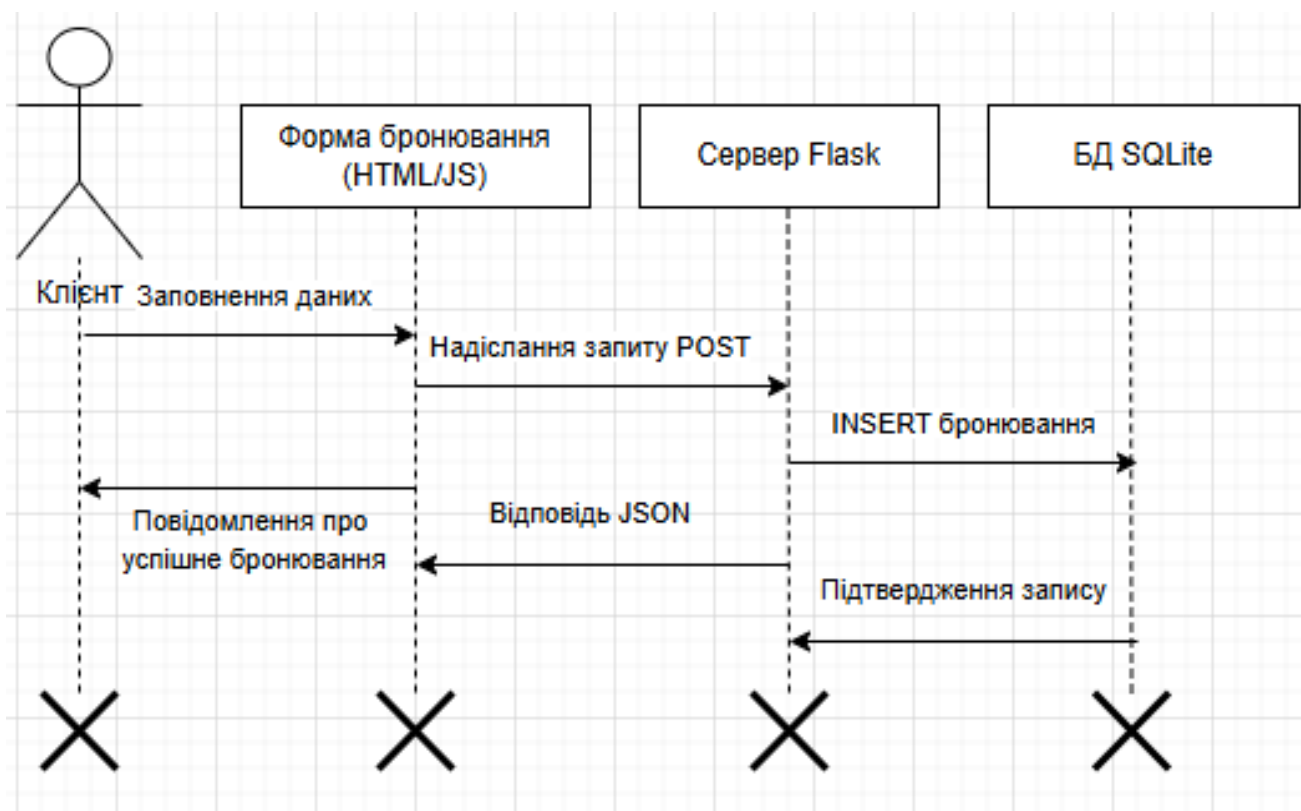 Форма бронювання
(HTML/JS)
Сервер Flask
БД SQLite
Клієнт
Заповнення даних
Надіслання запиту POST
INSERT бронювання
Повідомлення про
успішне бронювання
Відповідь JSON
Підтвердження запису